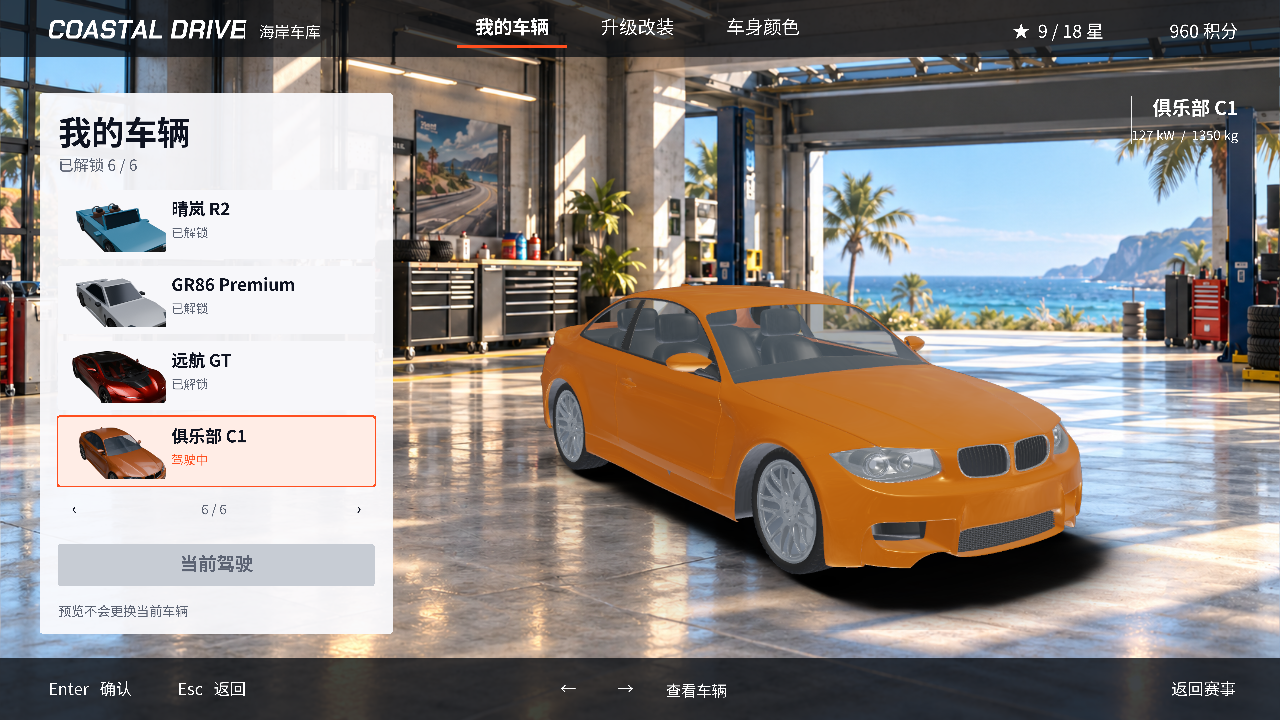 COASTAL DRIVE 海岸车库
我的车辆 升级改装 车身颜色
★ 9 / 18 星 960 积分
我的车辆
已解锁 6 / 6
晴岚 R2
已解锁
GR86 Premium
已解锁
远航 GT
已解锁
俱乐部 C1
驾驶中
‹ 6 / 6 ›
当前驾驶
预览不会更换当前车辆
俱乐部 C1
127 kW / 1350 kg
Enter 确认 Esc 返回
← → 查看车辆
返回赛事